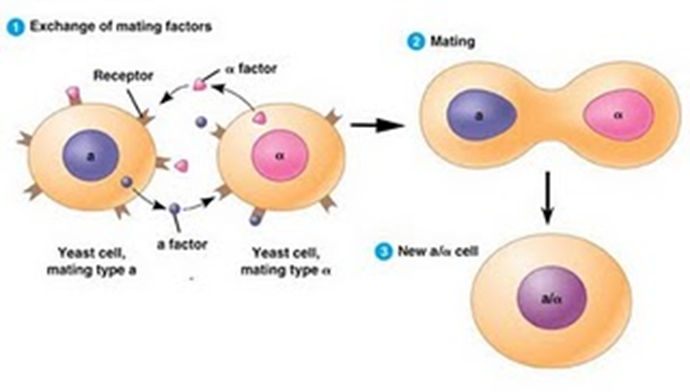 1 Exchange of mating factors
Receptor
α factor
a
α
a factor
Yeast cell,
mating type a
Yeast cell,
mating type α
2 Mating
a
α
3 New a/α cell
a/α